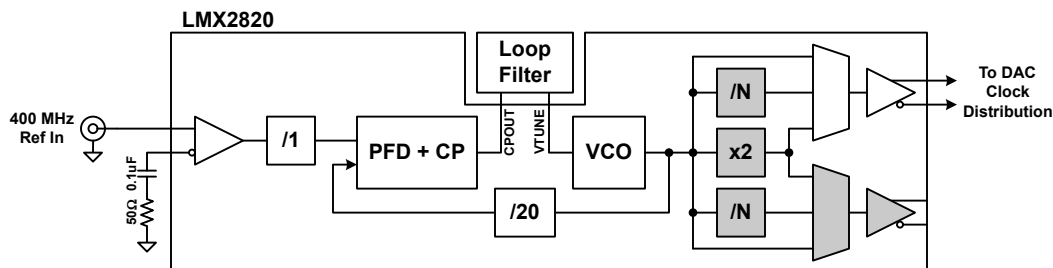 LMX2820
Loop
Filter
400 MHz
Ref In
/1
PFD + CP
CPOUT
VTUNE
VCO
/20
/N
x2
/N
To DAC
Clock
Distribution
50Ω 0.1uF